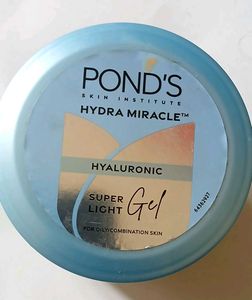 POND'S
SKIN INSTITUTE
HYDRA MIRACLE™
HYALURONIC
SUPER LIGHT Gel
FOR OILY/COMBINATION SKIN